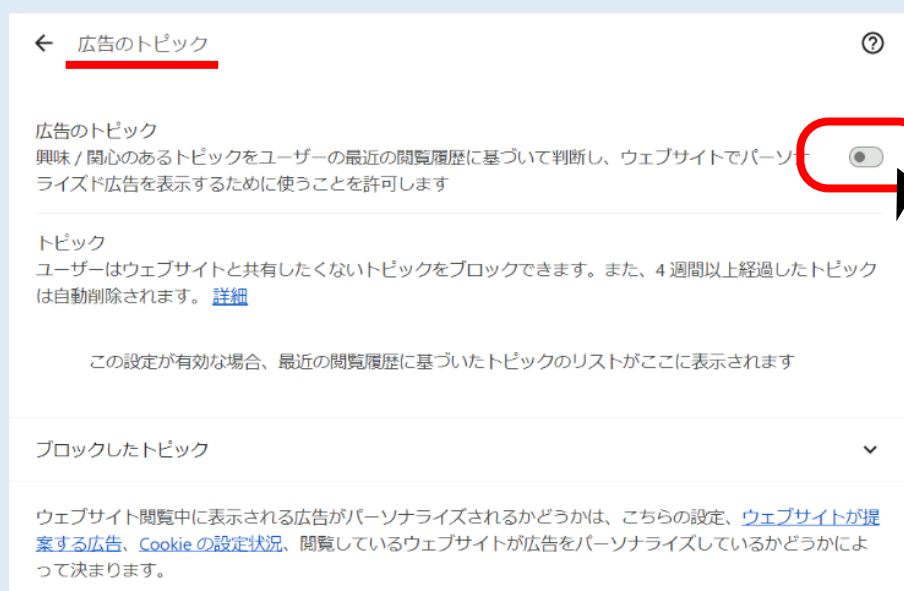 広告のトピック
広告のトピック
興味 / 関心のあるトピックをユーザーの最近の閲覧履歴に基づいて判断し、ウェブサイトでパーソナ
ライズド広告を表示するために使うことを許可します
トピック
ユーザーはウェブサイトと共有したくないトピックをブロックできます。また、4 週間以上経過したトピック
は自動削除されます。 詳細
この設定が有効な場合、最近の閲覧履歴に基づいたトピックのリストがここに表示されます
ブロックしたトピック
ウェブサイト閲覧中に表示される広告がパーソナライズされるかどうかは、こちらの設定、ウェブサイトが提
案する広告、Cookie の設定状況、閲覧しているウェブサイトが広告をパーソナライズしているかどうかによ
って決まります。